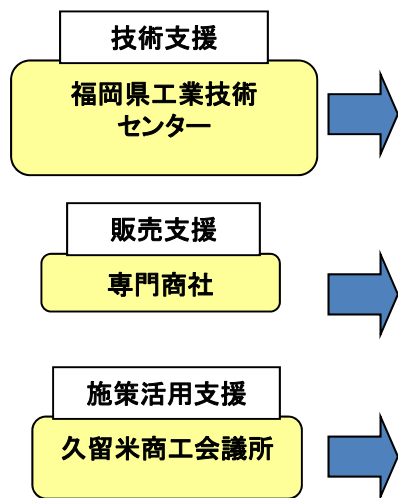 技術支援
福岡県工業技術
センター
販売支援
専門商社
施策活用支援
久留米商工会議所